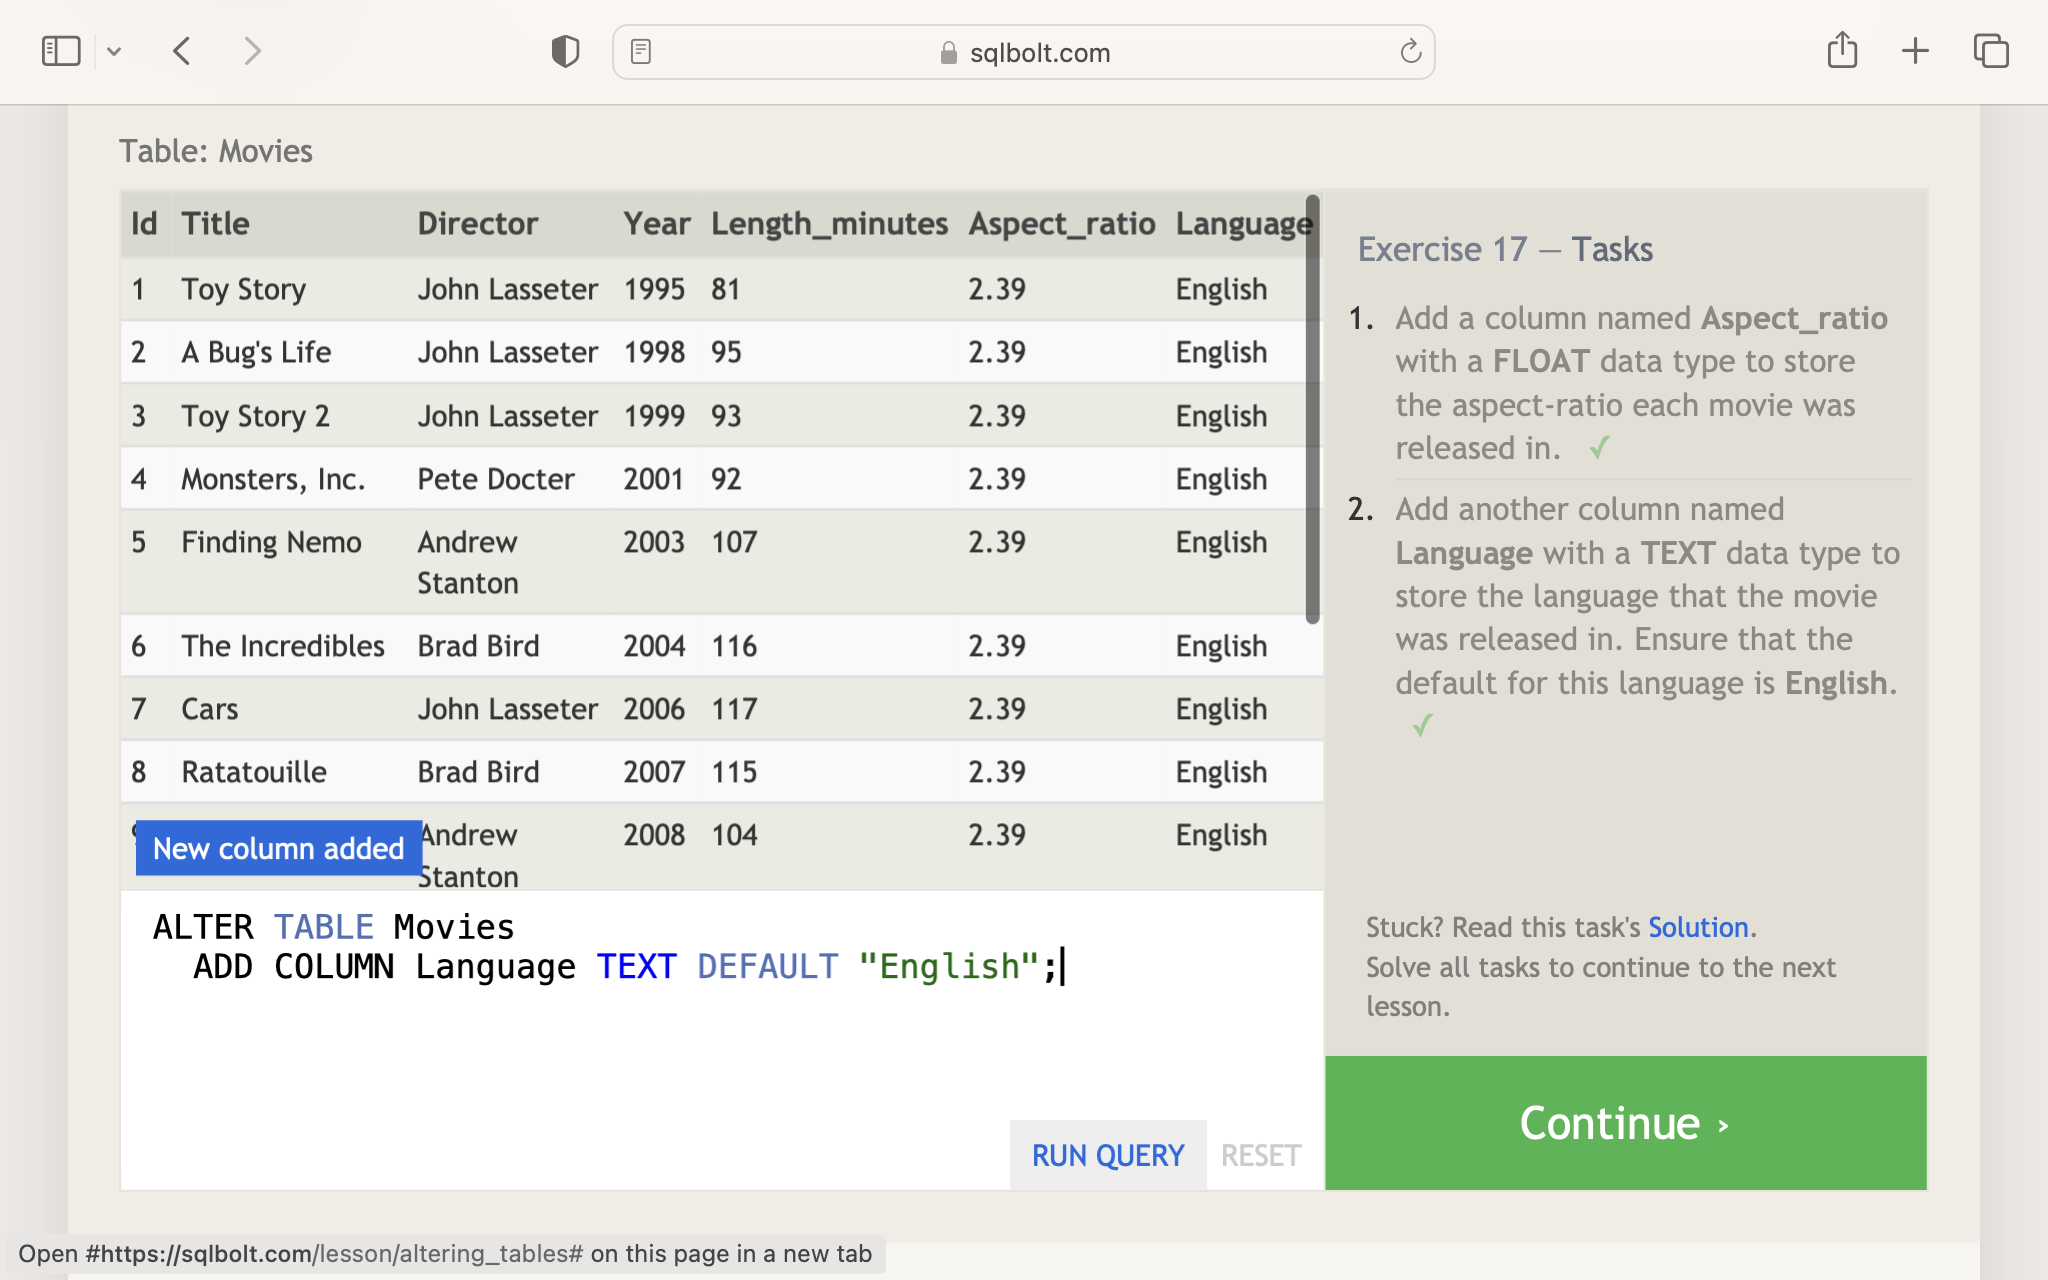 sqlbolt.com
Table: Movies
Id Title Director Year Length_minutes Aspect_ratio Language
1 Toy Story John Lasseter 1995 81 2.39 English
2 A Bug's Life John Lasseter 1998 95 2.39 English
3 Toy Story 2 John Lasseter 1999 93 2.39 English
4 Monsters, Inc. Pete Docter 2001 92 2.39 English
5 Finding Nemo Andrew Stanton 2003 107 2.39 English
6 The Incredibles Brad Bird 2004 116 2.39 English
7 Cars John Lasseter 2006 117 2.39 English
8 Ratatouille Brad Bird 2007 115 2.39 English
Andrew Stanton 2008 104 2.39 English
New column added
ALTER TABLE Movies
ADD COLUMN Language TEXT DEFAULT "English";
RUN QUERY RESET
Exercise 17 — Tasks
1. Add a column named Aspect_ratio
with a FLOAT data type to store
the aspect-ratio each movie was
released in. ✓
2. Add another column named
Language with a TEXT data type to
store the language that the movie
was released in. Ensure that the
default for this language is English.
✓
Stuck? Read this task's Solution.
Solve all tasks to continue to the next
lesson.
Continue ›
Open #https://sqlbolt.com/lesson/altering_tables# on this page in a new tab